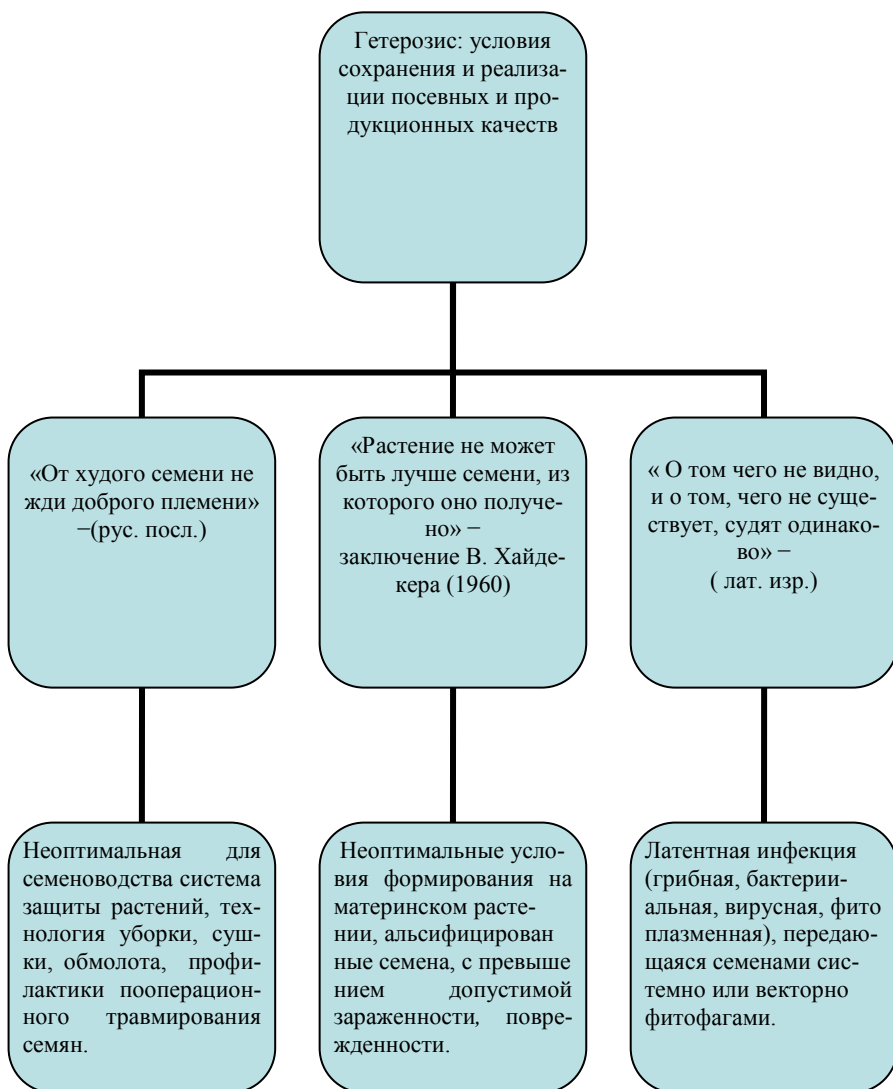 Гетерозис: условия
сохранения и реализа-
ции посевных и про-
дукционных качеств
«От худого семени не
жди доброго племени»
−(рус. посл.)
«Растение не может
быть лучше семени, из
которого оно получе-
но» −
заключение В. Хайде-
кера (1960)
« О том чего не видно,
и о том, чего не суще-
ствует, судят одинако-
во» −
( лат. изр.)
Неоптимальная для
семеноводства система
защиты растений, тех-
нология уборки, суш-
ки, обмолота, профи-
лактики пооперацион-
ного травмирования
семян.
Неоптимальные усло-
вия формирования на
материнском расте-
нии, альсифицирован
ные семена, с превыше
нием допустимой
зараженности, повре-
жденности.
Латентная инфекция
(грибная, бактерии-
альная, вирусная, фито
плазменная), передаю-
щаяся семенами сис-
темно или векторно
фитофагами.